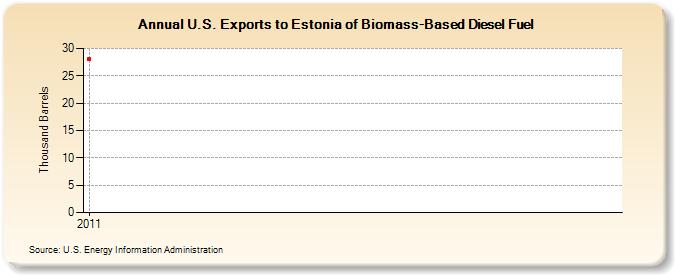 Annual U.S. Exports to Estonia of Biomass-Based Diesel Fuel
Thousand Barrels
30
25
20
15
10
5
0
2011
Source: U.S. Energy Information Administration